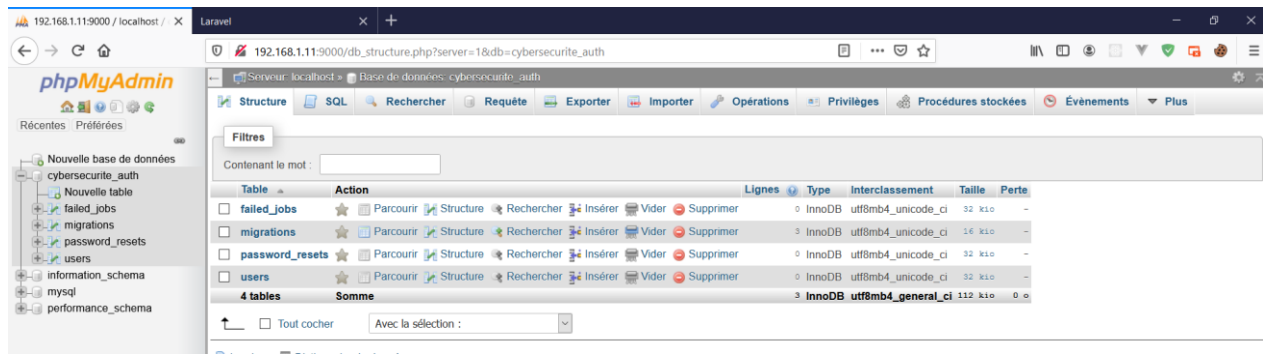 192.168.1.11:9000 / localhost /
Laravel
192.168.1.11:9000/db_structure.php?server=1&db=cybersecurite_auth
phpMyAdmin
Récentes Préférées
Nouvelle base de données
cybersecurite_auth
Nouvelle table
failed_jobs
migrations
password_resets
users
information_schema
mysql
performance_schema
Serveur: localhost » Base de données: cybersecurite_auth
Structure SQL Rechercher Requête Exporter Importer Opérations Privilèges Procédures stockées Évènements Plus
Filtres
Contenant le mot :
Table Action Lignes Type Interclassement Taille Perte
failed_jobs Parcourir Structure Rechercher Insérer Vider Supprimer 0 InnoDB utf8mb4_unicode_ci 32 kio -
migrations Parcourir Structure Rechercher Insérer Vider Supprimer 3 InnoDB utf8mb4_unicode_ci 16 kio -
password_resets Parcourir Structure Rechercher Insérer Vider Supprimer 0 InnoDB utf8mb4_unicode_ci 32 kio -
users Parcourir Structure Rechercher Insérer Vider Supprimer 0 InnoDB utf8mb4_unicode_ci 32 kio -
4 tables Somme 3 InnoDB utf8mb4_general_ci 112 kio 0 o
Tout cocher Avec la sélection :